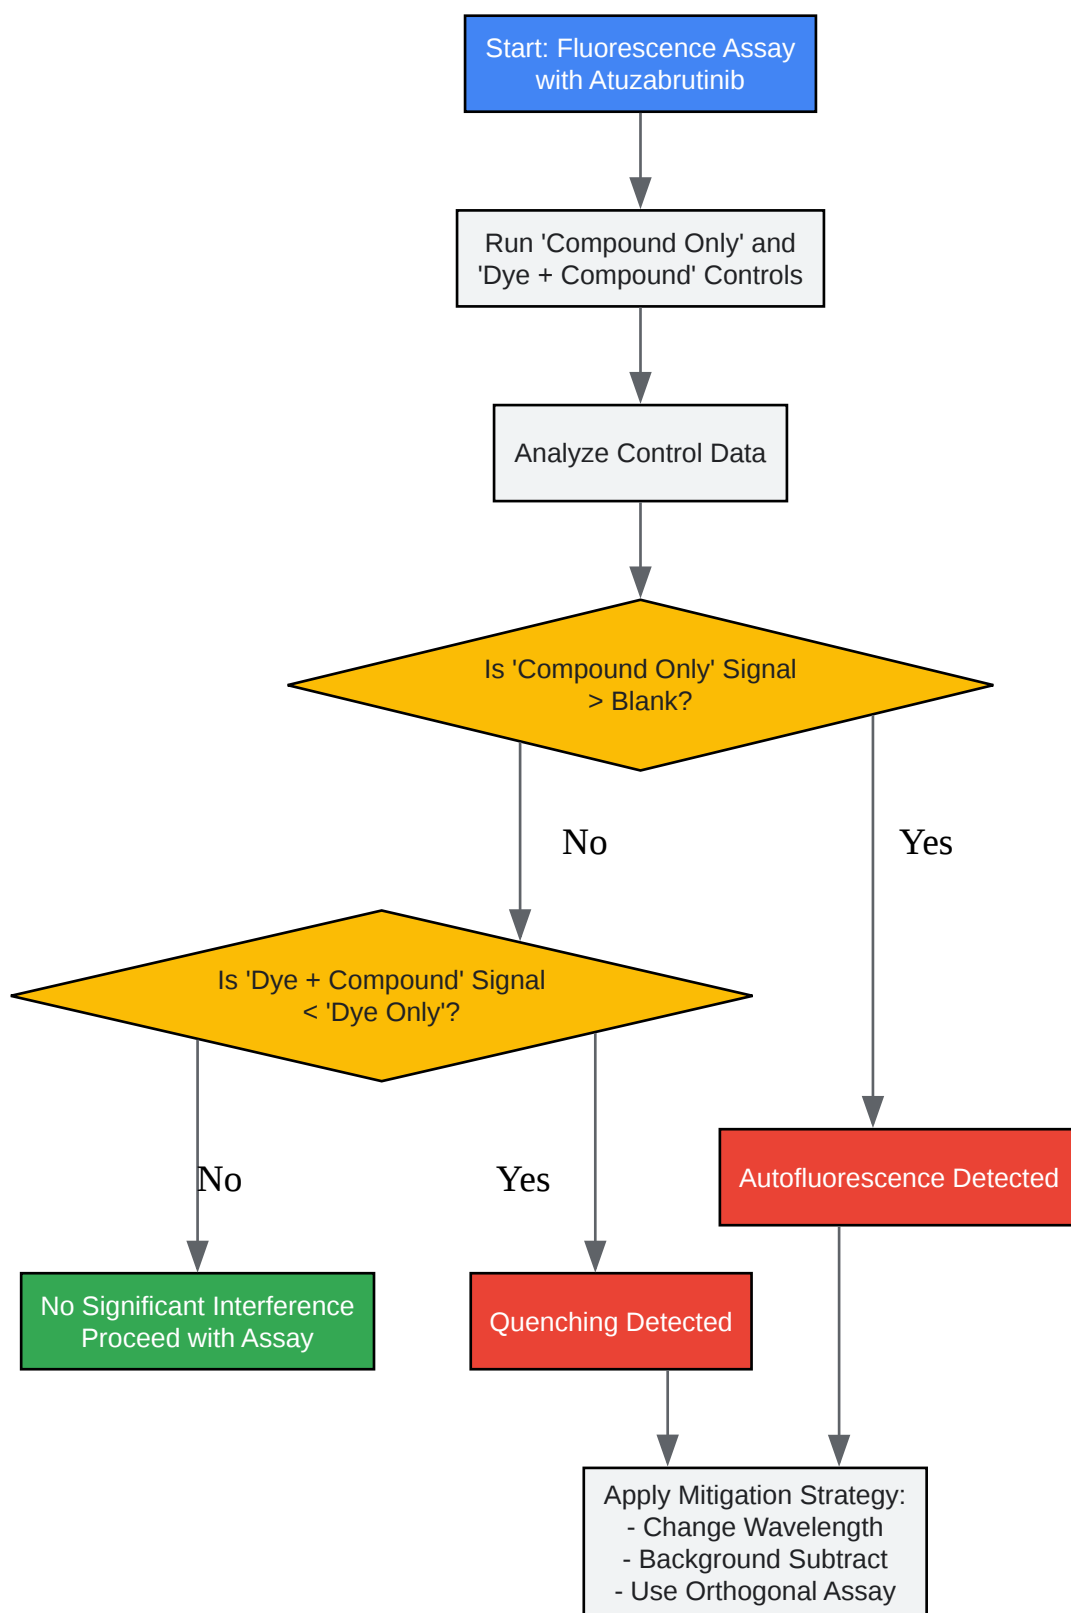 Start: Fluorescence Assay
with Atuzabrutinib
Run 'Compound Only' and
'Dye + Compound' Controls
Analyze Control Data
Is 'Compound Only' Signal
> Blank?
No
Yes
Is 'Dye + Compound' Signal
< 'Dye Only'?
No
Yes
Autofluorescence Detected
No Significant Interference
Proceed with Assay
Quenching Detected
Apply Mitigation Strategy:
- Change Wavelength
- Background Subtract
- Use Orthogonal Assay